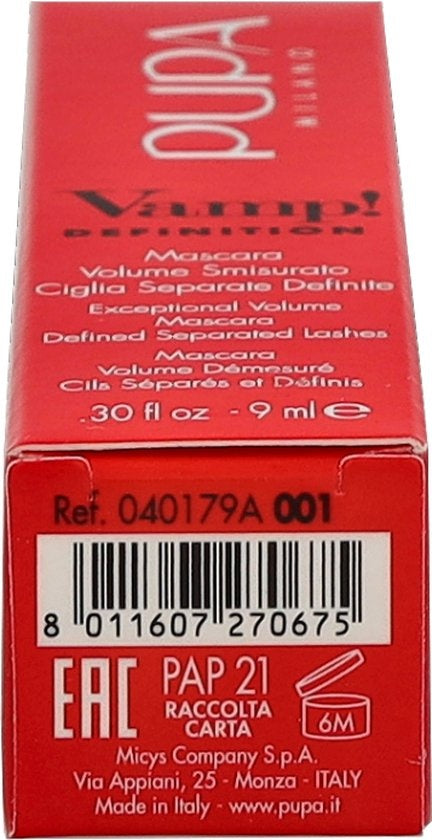 PUPA
MILANO
Vamp!
DEFINITION
Mascara
Volume Smisurato
Ciglia Separate Definite
Exceptional Volume
Mascara
Defined Separated Lashes
Mascara
Volume Démesuré
Cils Séparés et Définis
.30 fl oz - 9 ml ℮
Ref. 040179A 001
8 011607 270675
EAC PAP 21
RACCOLTA
CARTA
6M
Micys Company S.p.A.
Via Appiani, 25 - Monza - ITALY
Made in Italy - www.pupa.it